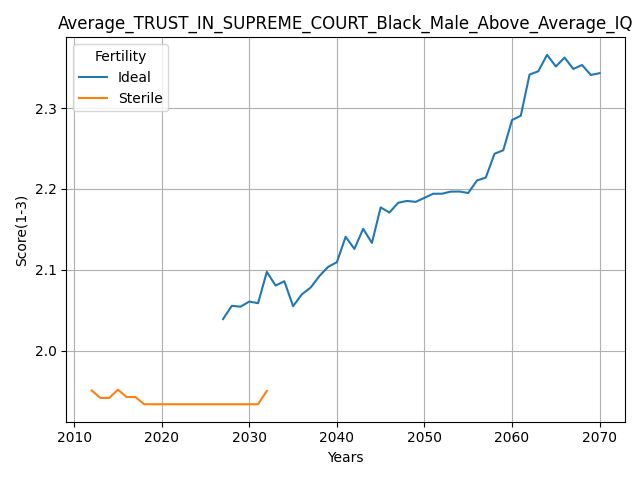 Average_TRUST_IN_SUPREME_COURT_Black_Male_Above_Average_IQ
Fertility
Ideal
Sterile
Score(1-3)
2.3
2.2
2.1
2.0
2010 2020 2030 2040 2050 2060 2070
Years